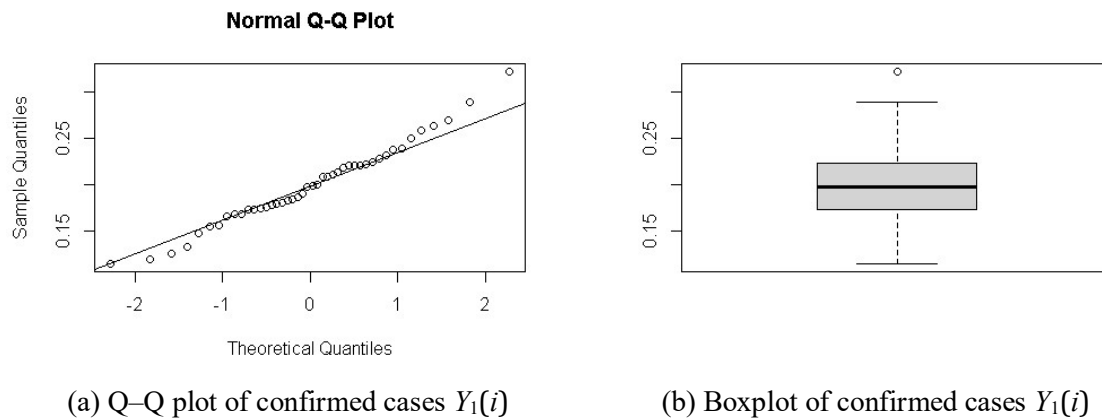 Normal Q-Q Plot
Sample Quantiles
0.25
0.15
-2 -1 0 1 2
Theoretical Quantiles
0.25
0.15
(a) Q–Q plot of confirmed cases Y₁(i)
(b) Boxplot of confirmed cases Y₁(i)